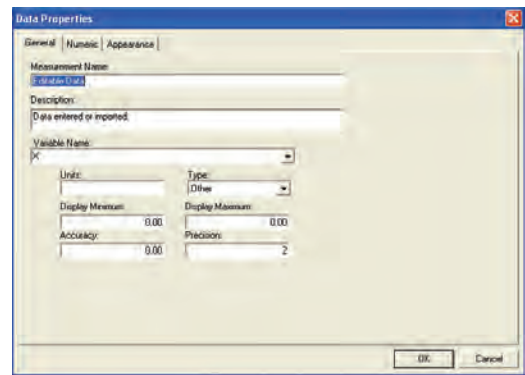 Data Properties
General Numeric Appearance
Measurement Name:
Editable Data
Description:
Data entered or imported.
Variable Name:
X
Units: Type:
Other
Display Minimum: Display Maximum:
0.00 0.00
Accuracy: Precision:
0.00 2
OK Cancel